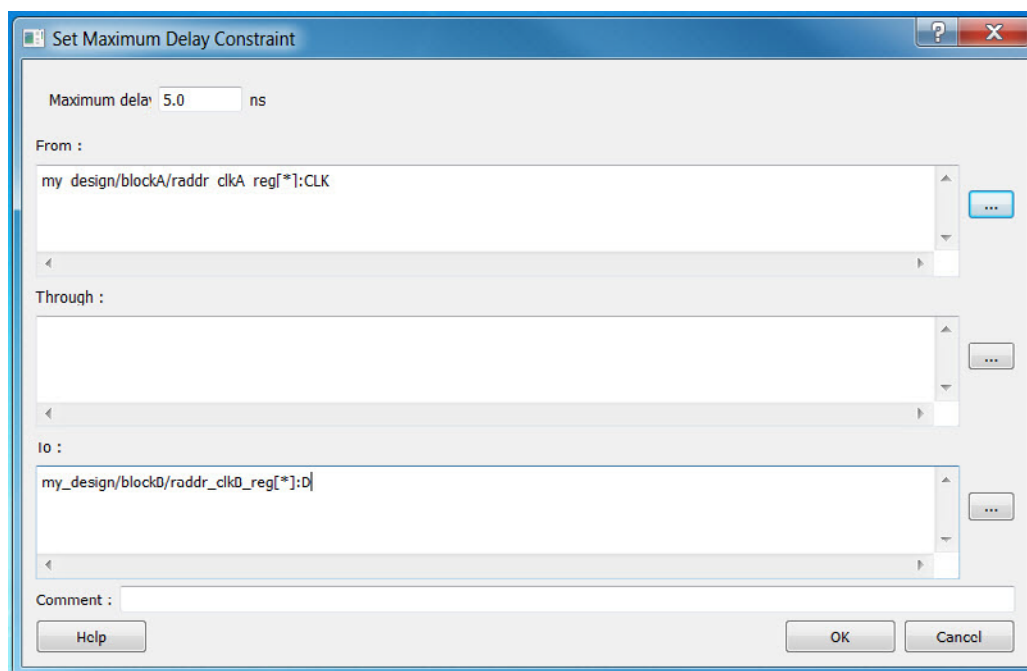 Set Maximum Delay Constraint
Maximum delay 5.0 ns
From :
my_design/blockA/raddr_clkA_reg[*]:CLK
...
Through :
...
To :
my_design/blockB/raddr_clkB_reg[*]:D
...
Comment :
Help OK Cancel